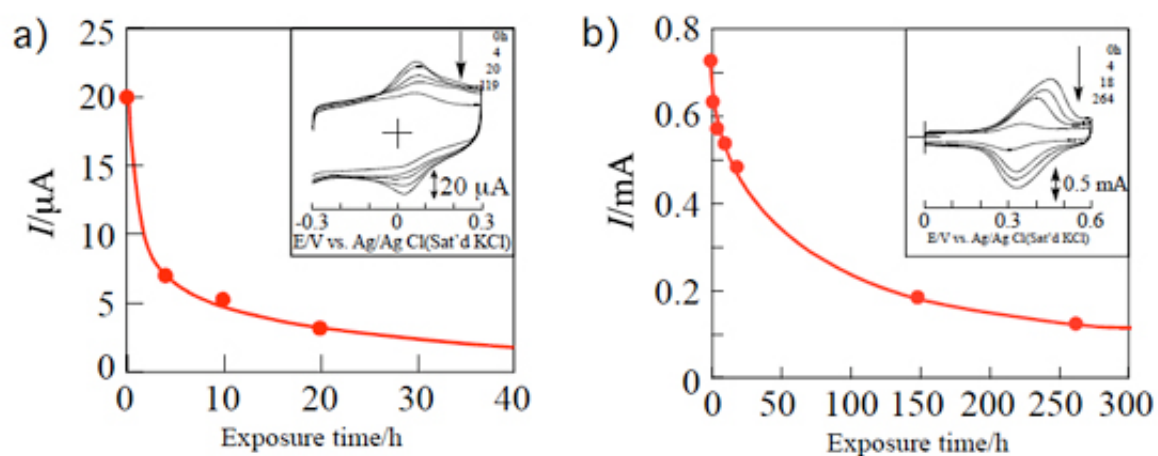 a)
25
20
15
10
5
0
I/μA
0
10
20
30
40
Exposure time/h
0h
4
20
119
20 μA
-0.3
0
0.3
E/V vs. Ag/Ag Cl(Sat'd KCl)
b)
0.8
0.6
0.4
0.2
0
I/mA
0
50
100
150
200
250
300
Exposure time/h
0h
4
18
264
0.5 mA
0
0.3
0.6
E/V vs. Ag/Ag Cl(Sat'd KCl)